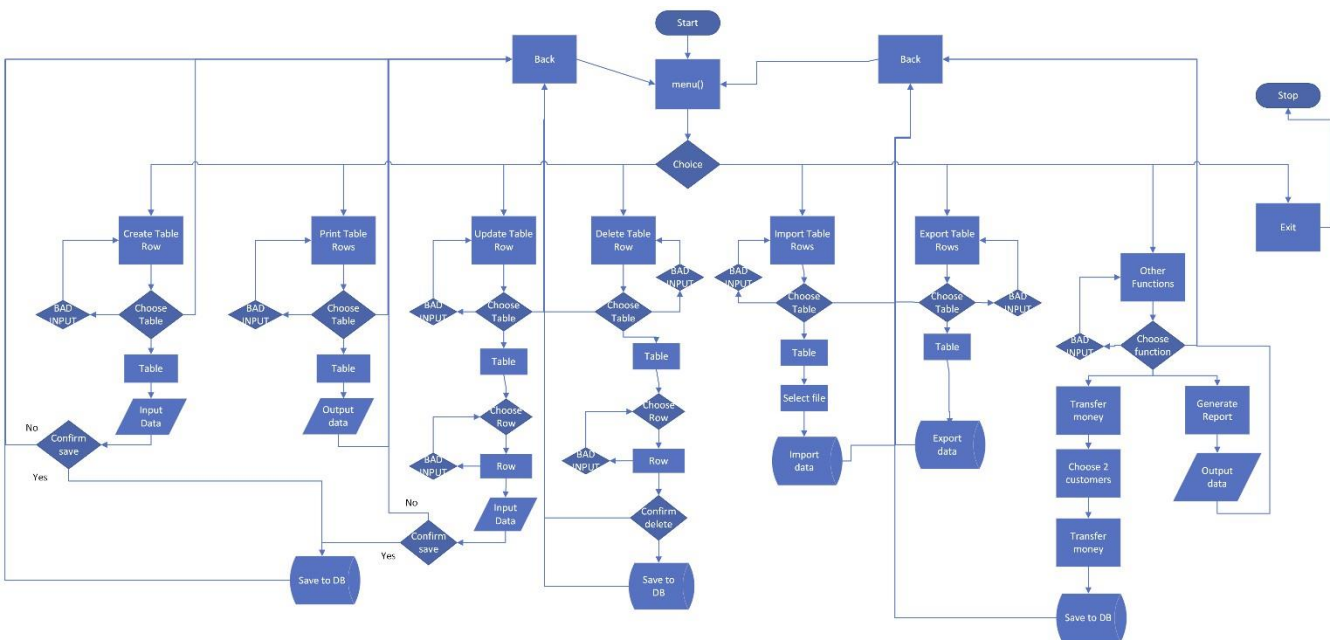 Start
Back
menu()
Back
Stop
Choice
Create Table
Row
Print Table
Rows
Update Table
Row
Delete Table
Row
Import Table
Rows
Export Table
Rows
Exit
Other
Functions
BAD
INPUT
Choose
Table
BAD
INPUT
Choose
Table
BAD
INPUT
Choose
Table
Choose
Table
BAD
INPUT
BAD
INPUT
Choose
Table
Choose
Table
BAD
INPUT
BAD
INPUT
Choose
function
Table
Table
Table
Table
Table
Table
Input
Data
Output
data
Choose
Row
Choose
Row
Select file
Transfer
money
Generate
Report
No
Confirm
save
Yes
BAD
INPUT
Row
BAD
INPUT
Row
Import
data
Export
data
Choose 2
customers
Output
data
No
Input
Data
Confirm
save
Yes
Confirm
delete
Transfer
money
Save to DB
Save to
DB
Save to DB